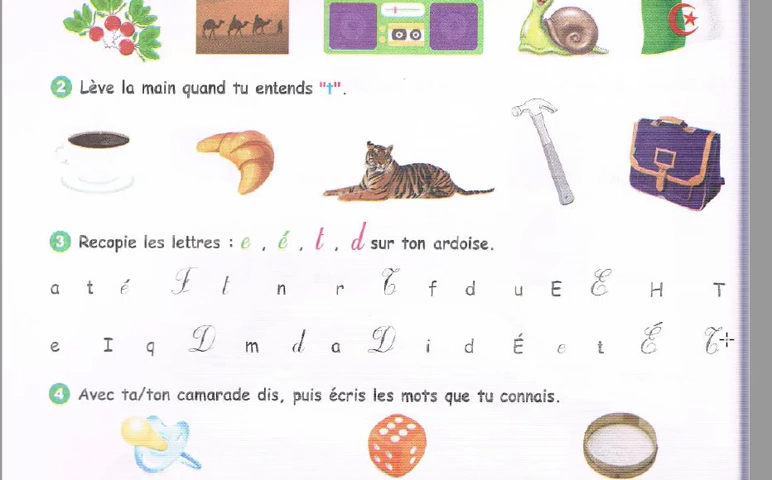 2 Lève la main quand tu entends "t".
3 Recopie les lettres : e , é , t , d sur ton ardoise.
a t é F t n r T f d u E E H T
e I q D m d a D i d É e t É T
4 Avec ta/ton camarade dis, puis écris les mots que tu connais.